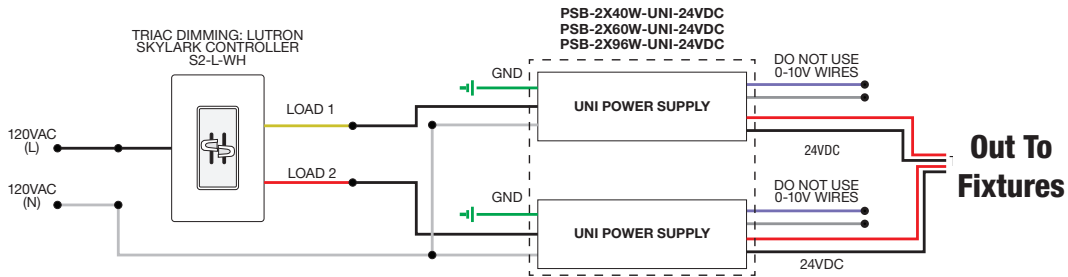 PSB-2X40W-UNI-24VDC
PSB-2X60W-UNI-24VDC
PSB-2X96W-UNI-24VDC
TRIAC DIMMING: LUTRON
SKYLARK CONTROLLER
S2-L-WH
GND
DO NOT USE
0-10V WIRES
LOAD 1
UNI POWER SUPPLY
120VAC
(L)
24VDC
Out To
Fixtures
LOAD 2
120VAC
(N)
GND
DO NOT USE
0-10V WIRES
UNI POWER SUPPLY
24VDC